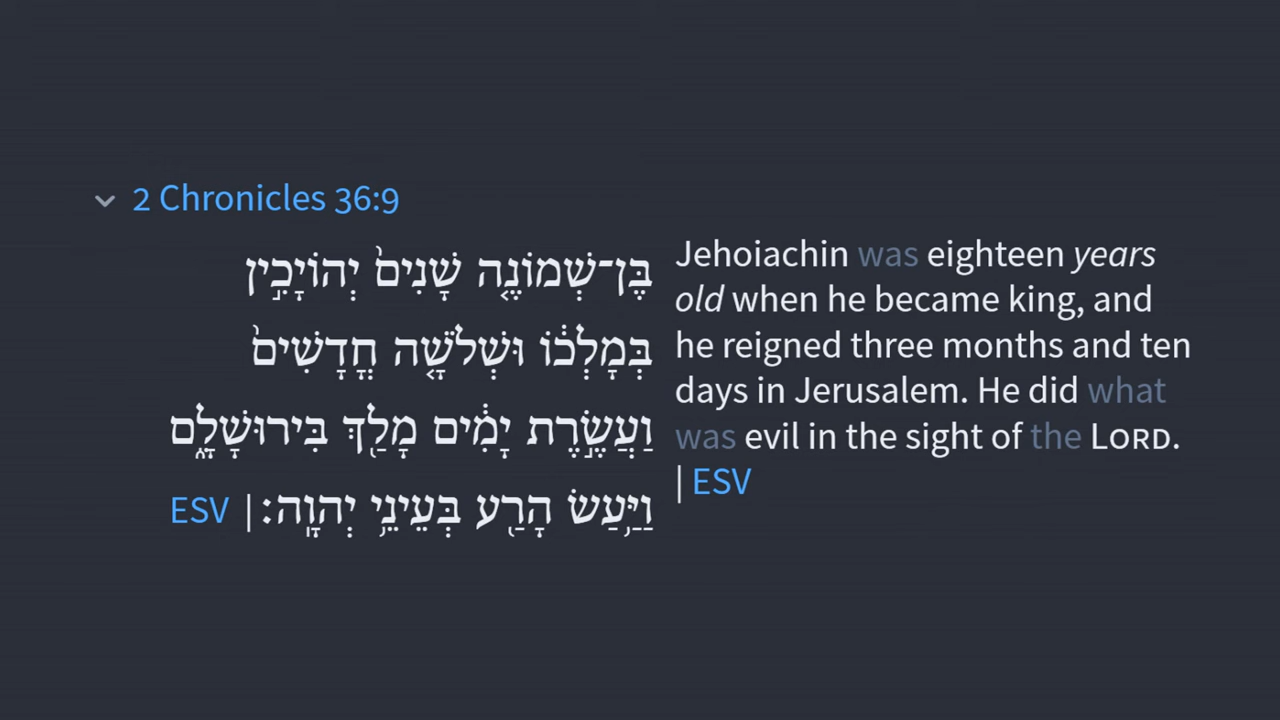 2 Chronicles 36:9
בֶּן־שְׁמוֹנֶ֤ה שָׁנִים֙ יְהוֹיָכִ֣ין
בְּמָלְכ֔וֹ וּשְׁלֹשָׁ֤ה חֳדָשִׁים֙
וַעֲשֶׂ֣רֶת יָמִ֔ים מָלַ֖ךְ בִּירוּשָׁלִָ֑ם
וַיַּ֥עַשׂ הָרַ֖ע בְּעֵינֵ֥י יְהוָֽה׃ | ESV
Jehoiachin was eighteen years
old when he became king, and
he reigned three months and ten
days in Jerusalem. He did what
was evil in the sight of the LORD.
| ESV